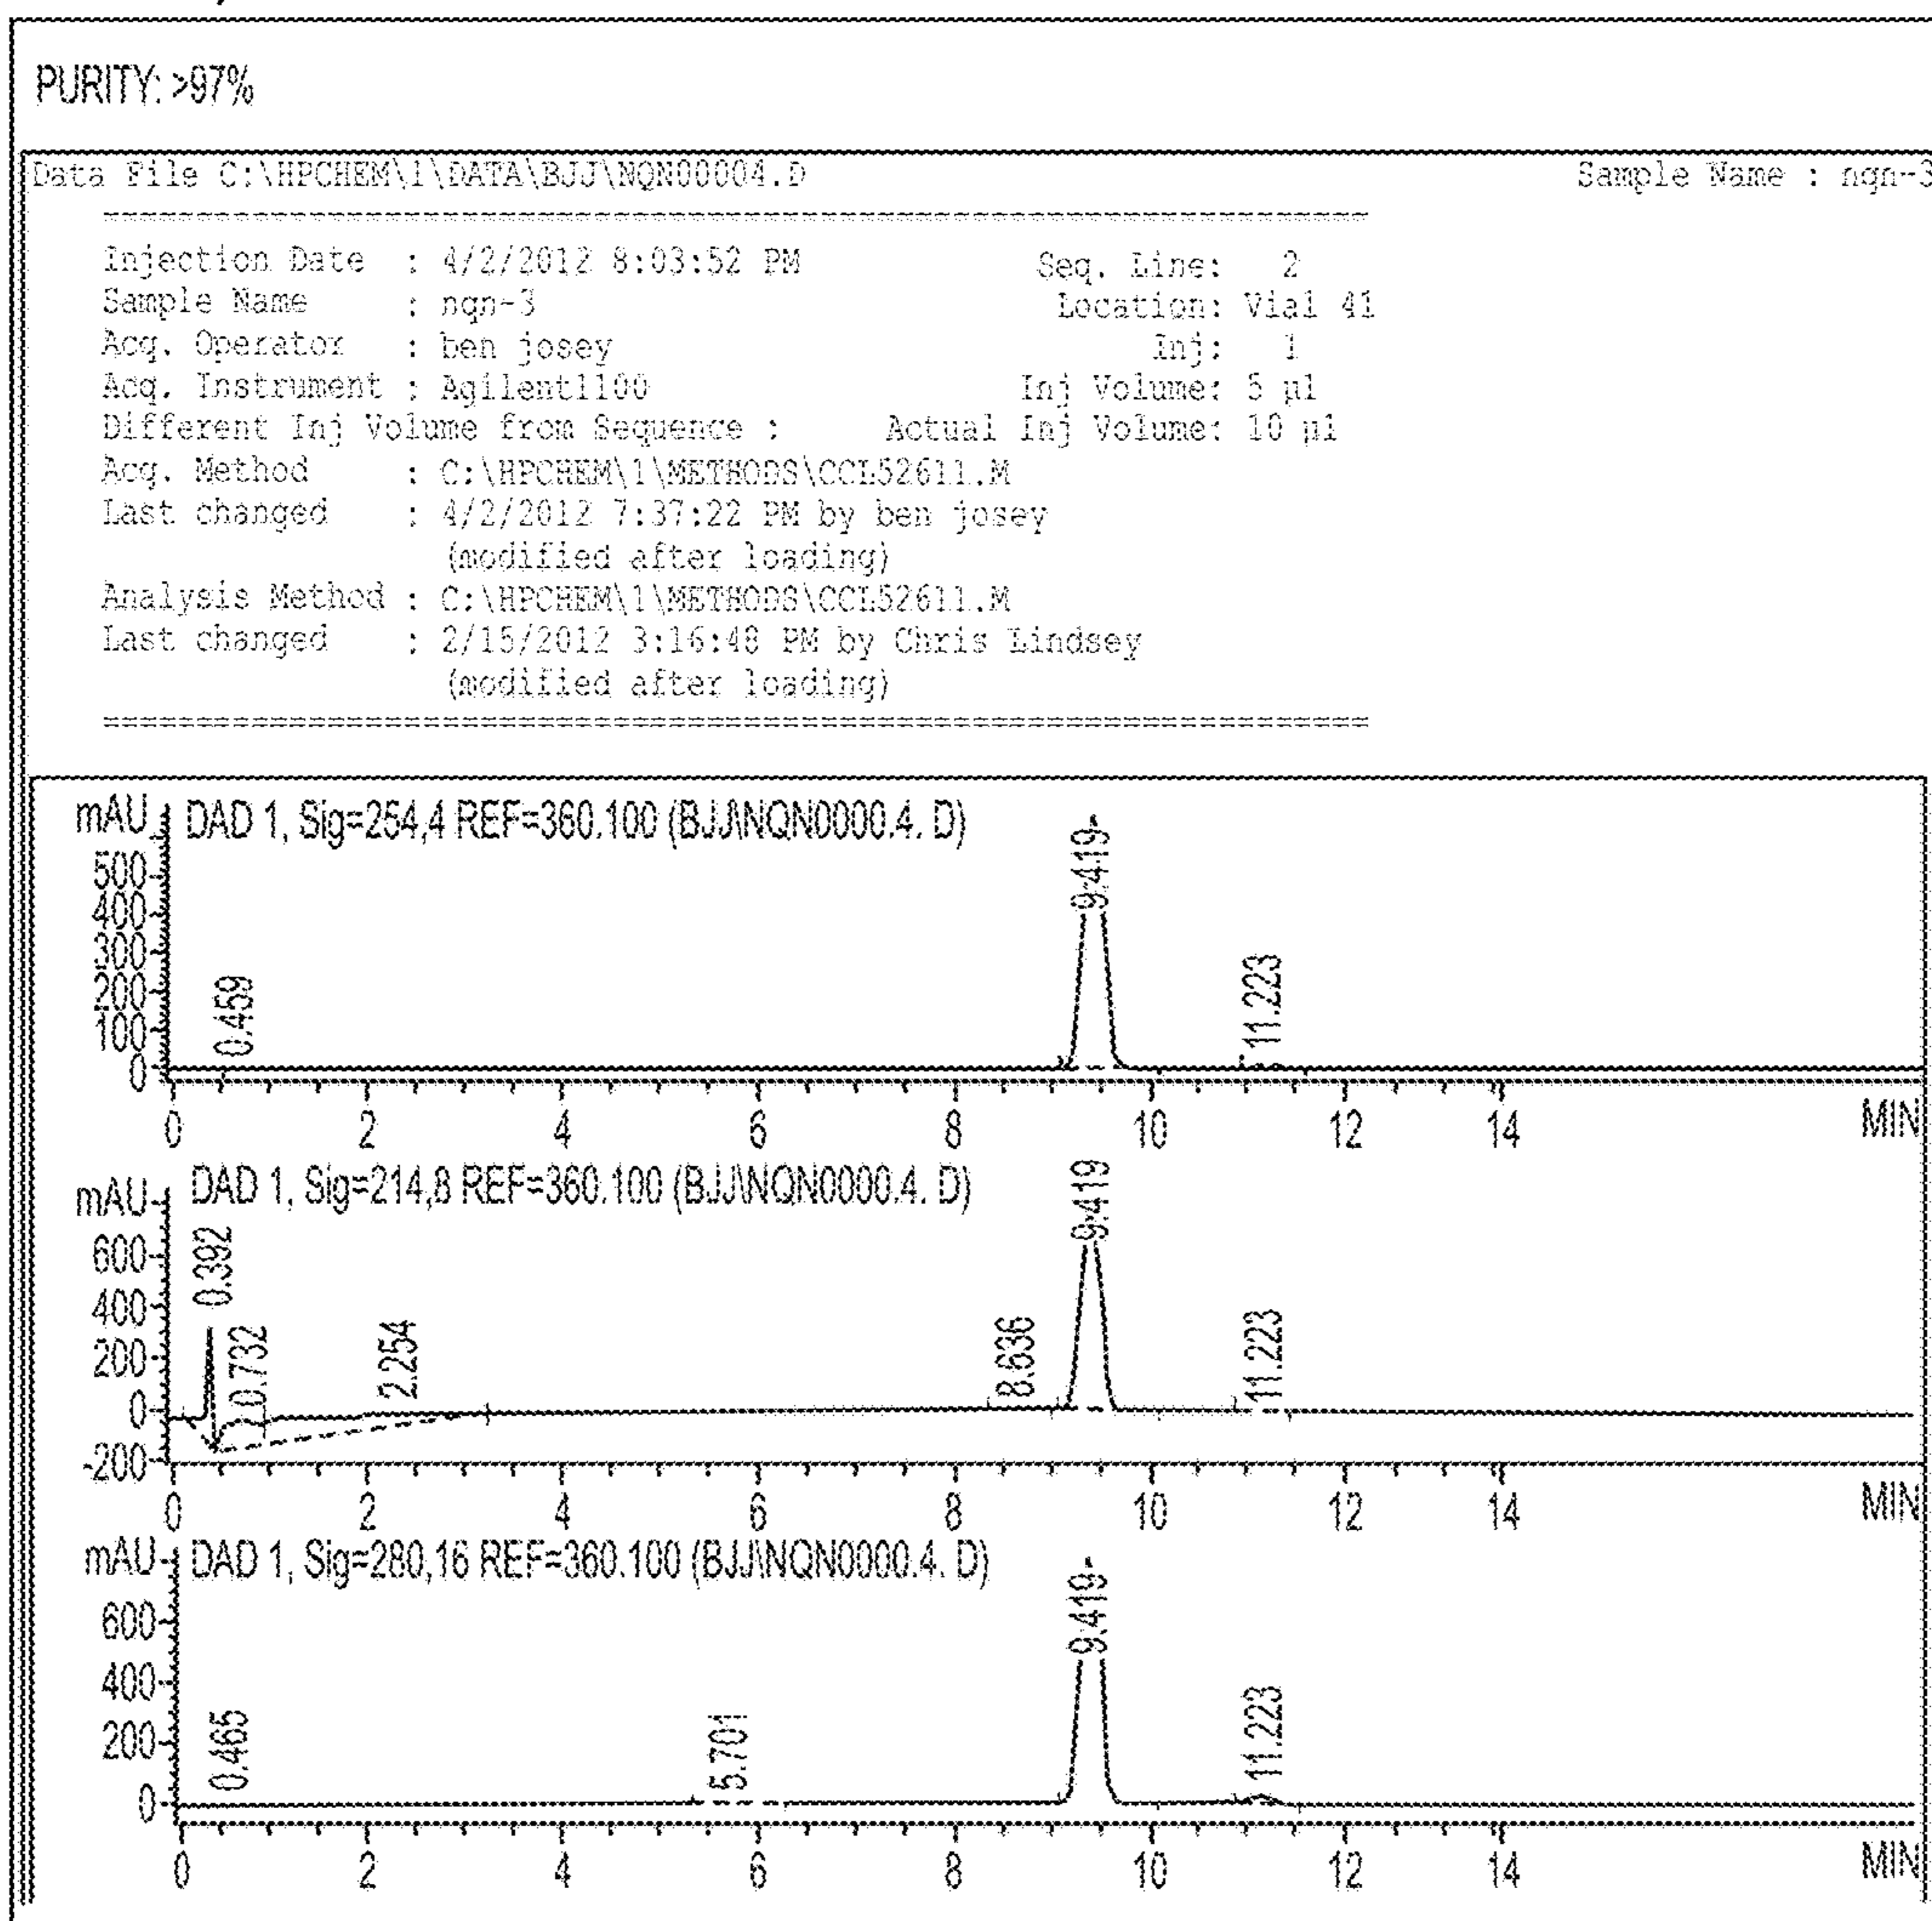 PURITY: >97%
Data File C:\HPCHEM\1\DATA\BJJ\NQN00004.D Sample Name : nqn-3
Injection Date : 4/2/2012 8:03:52 PM Seq. Line: 2
Sample Name : nqn-3 Location: Vial 41
Acq. Operator : ben josey Inj: 1
Acq. Instrument : Agilent1100 Inj Volume: 5 µl
Different Inj Volume from Sequence : Actual Inj Volume: 10 µl
Acq. Method : C:\HPCHEM\1\METHODS\CCL52611.M
Last changed : 4/2/2012 7:37:22 PM by ben josey
(modified after loading)
Analysis Method : C:\HPCHEM\1\METHODS\CCL52611.M
Last changed : 2/15/2012 3:16:48 PM by Chris Lindsey
(modified after loading)
mAU DAD 1, Sig=254,4 REF=360.100 (BJJ\NQN0000.4. D)
500
400
300
200
100
0
0.459
9.419
11.223
0 2 4 6 8 10 12 14 MIN
mAU DAD 1, Sig=214,8 REF=360.100 (BJJ\NQN0000.4. D)
600
400
200
0
-200
0.392
0.732
2.254
8.636
9.419
11.223
0 2 4 6 8 10 12 14 MIN
mAU DAD 1, Sig=280,16 REF=360.100 (BJJ\NQN0000.4. D)
600
400
200
0
0.465
5.701
9.419
11.223
0 2 4 6 8 10 12 14 MIN